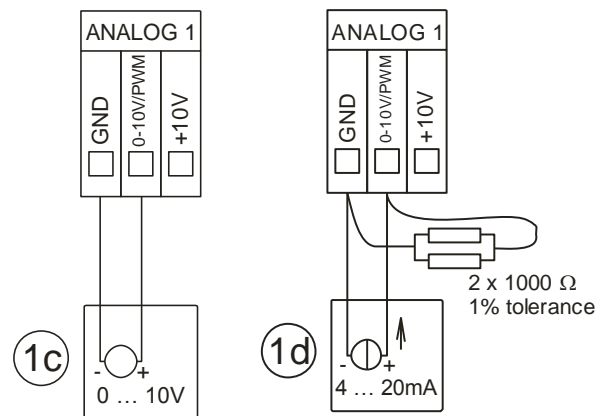 ANALOG 1
GND
0-10V/PWM
+10V
1c
- +
0 ... 10V
ANALOG 1
GND
0-10V/PWM
+10V
2 x 1000 Ω
1% tolerance
1d
- +
4 ... 20mA